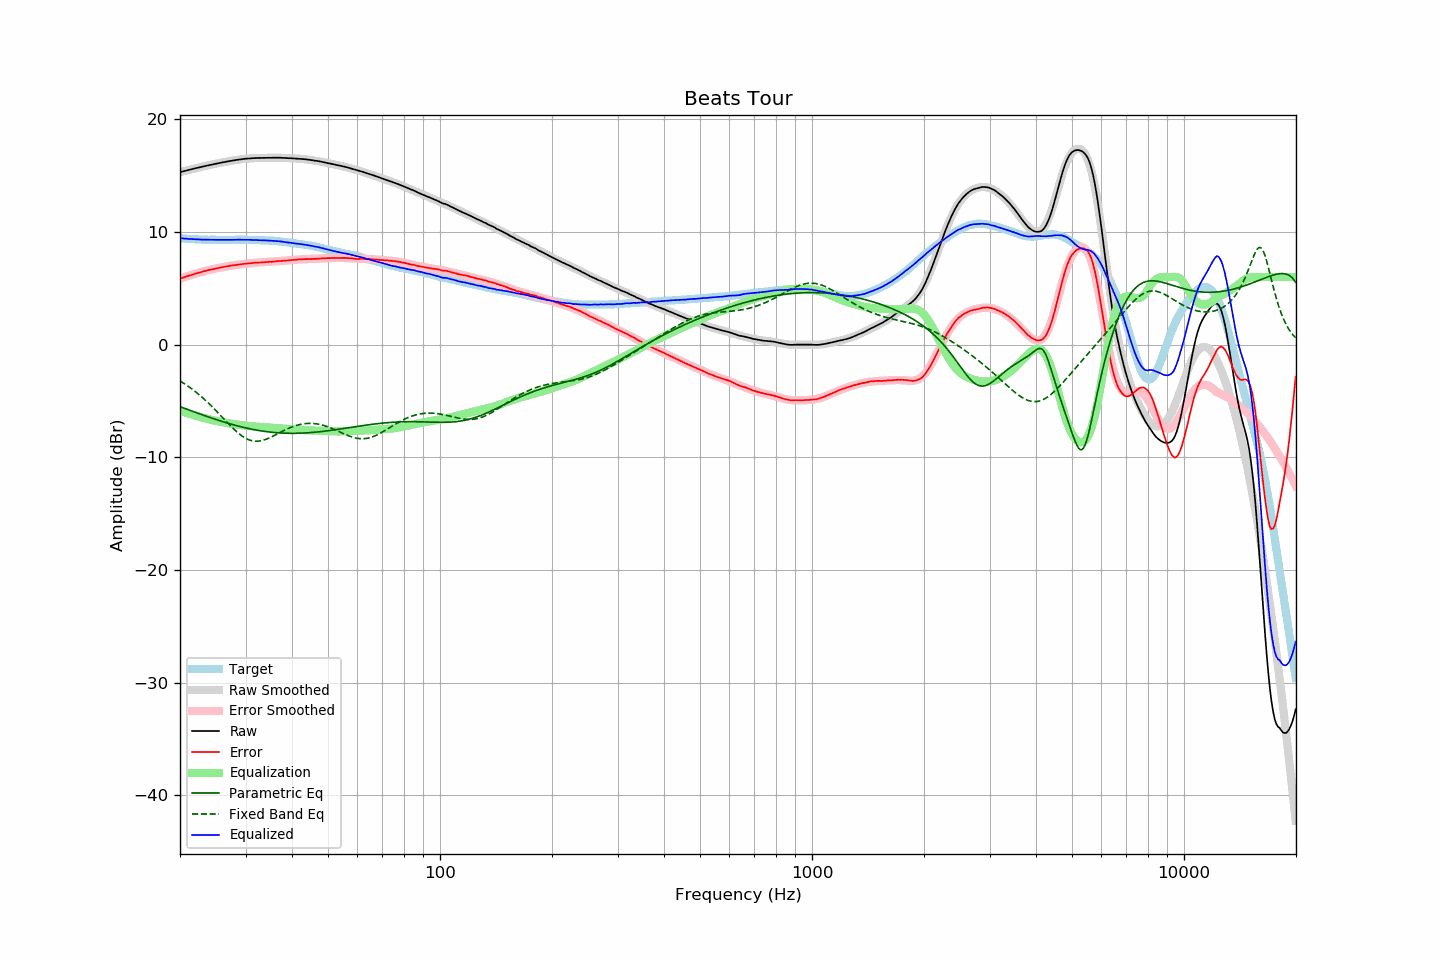 Beats Tour
20
10
0
−10
−20
−30
−40
Amplitude (dBr)
Target
Raw Smoothed
Error Smoothed
Raw
Error
Equalization
Parametric Eq
Fixed Band Eq
Equalized
100
1000
10000
Frequency (Hz)